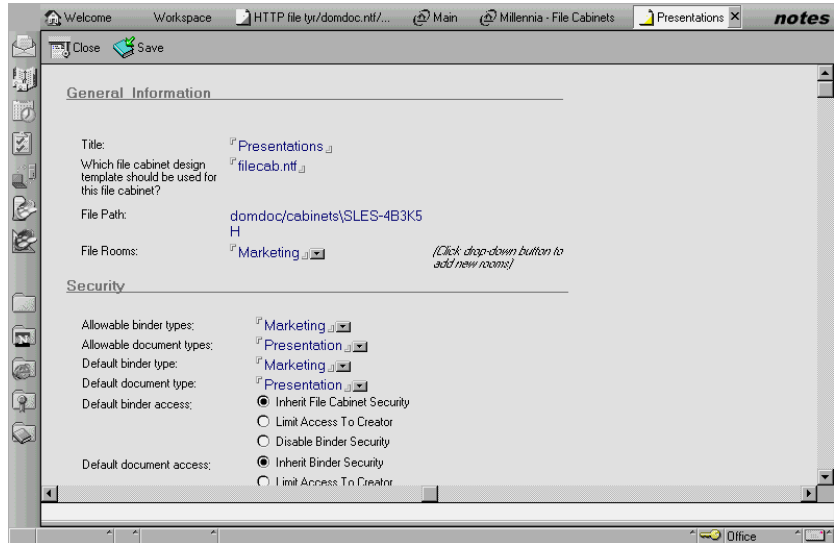 Welcome Workspace HTTP file tyr/domdoc.ntf/... Main Millennia - File Cabinets Presentations X notes
Close Save
General Information
Title: Presentations
Which file cabinet design filecab.ntf
template should be used for
this file cabinet?
File Path: domdoc/cabinets\SLES-4B3K5
H
File Rooms: Marketing (Click drop-down button to
add new rooms)
Security
Allowable binder types: Marketing
Allowable document types: Presentation
Default binder type: Marketing
Default document type: Presentation
Default binder access: Inherit File Cabinet Security
Limit Access To Creator
Disable Binder Security
Default document access: Inherit Binder Security
Limit Access To Creator
Office